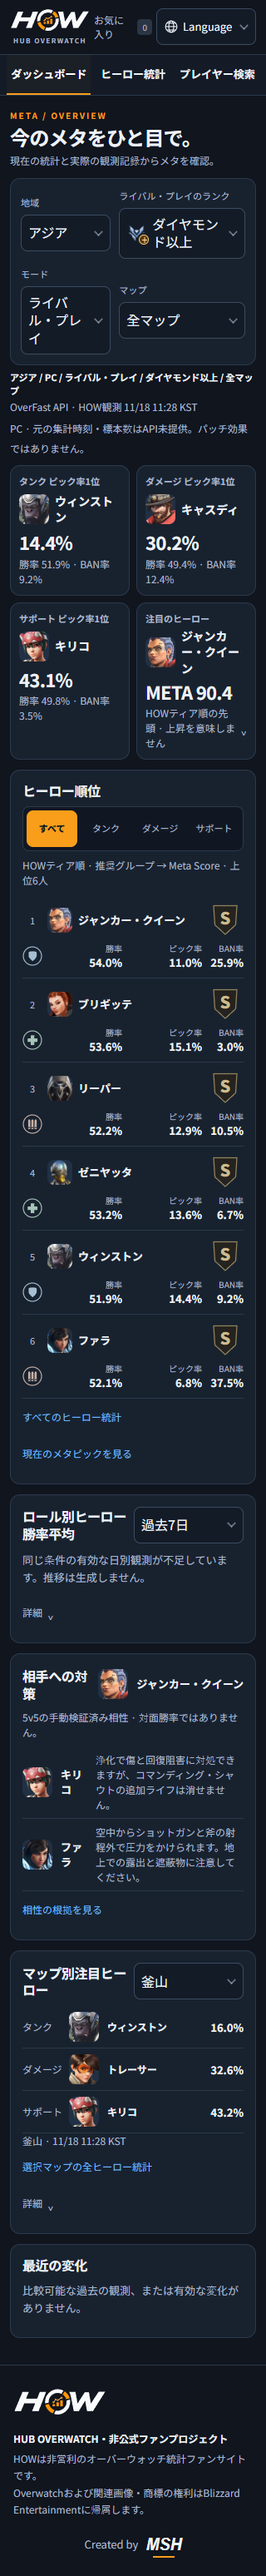 HOW
HUB OVERWATCH
お気に
入り
0
Language
ダッシュボード
ヒーロー統計
プレイヤー検索
META / OVERVIEW
今のメタをひと目で。
現在の統計と実際の観測記録からメタを確認。
地域
アジア
ライバル・プレイのランク
ダイヤモン
ド以上
モード
ライバ
ル・プレ
イ
マップ
全マップ
アジア / PC / ライバル・プレイ / ダイヤモンド以上 / 全マッ
プ
OverFast API · HOW観測 11/18 11:28 KST
PC · 元の集計時刻・標本数はAPI未提供。パッチ効果
ではありません。
タンク ピック率1位
ウィンスト
ン
14.4%
勝率 51.9% · BAN率
9.2%
ダメージ ピック率1位
キャスディ
30.2%
勝率 49.4% · BAN率
12.4%
サポート ピック率1位
キリコ
43.1%
勝率 49.8% · BAN率
3.5%
注目のヒーロー
ジャンカ
ー・クイー
ン
META 90.4
HOWティア順の先
頭 · 上昇を意味しま
せん
ヒーロー順位
すべて
タンク
ダメージ
サポート
HOWティア順 · 推奨グループ → Meta Score · 上
位6人
1
ジャンカー・クイーン
S
勝率
ピック率
BAN率
54.0%
11.0%
25.9%
2
ブリギッテ
S
勝率
ピック率
BAN率
53.6%
15.1%
3.0%
3
リーパー
S
勝率
ピック率
BAN率
52.2%
12.9%
10.5%
4
ゼニヤッタ
S
勝率
ピック率
BAN率
53.2%
13.6%
6.7%
5
ウィンストン
S
勝率
ピック率
BAN率
51.9%
14.4%
9.2%
6
ファラ
S
勝率
ピック率
BAN率
52.1%
6.8%
37.5%
すべてのヒーロー統計
現在のメタピックを見る
ロール別ヒーロー
勝率平均
過去7日
同じ条件の有効な日別観測が不足していま
す。推移は生成しません。
詳細
相手への対
策
ジャンカー・クイーン
5v5の手動検証済み相性 · 対面勝率ではありませ
ん。
キリ
コ
浄化で傷と回復阻害に対処でき
ますが、コマンディング・シャ
ウトの追加ライフは消せませ
ん。
ファ
ラ
空中からショットガンと斧の射
程外で圧力をかけられます。地
上での露出と遮蔽物に注意して
ください。
相性の根拠を見る
マップ別注目ヒー
ロー
釜山
タンク
ウィンストン
16.0%
ダメージ
トレーサー
32.6%
サポート
キリコ
43.2%
釜山 · 11/18 11:28 KST
選択マップの全ヒーロー統計
詳細
最近の変化
比較可能な過去の観測、または有効な変化が
ありません。
HOW
HUB OVERWATCH・非公式ファンプロジェクト
HOWは非営利のオーバーウォッチ統計ファンサイト
です。
Overwatchおよび関連画像・商標の権利はBlizzard
Entertainmentに帰属します。
Created by MSH